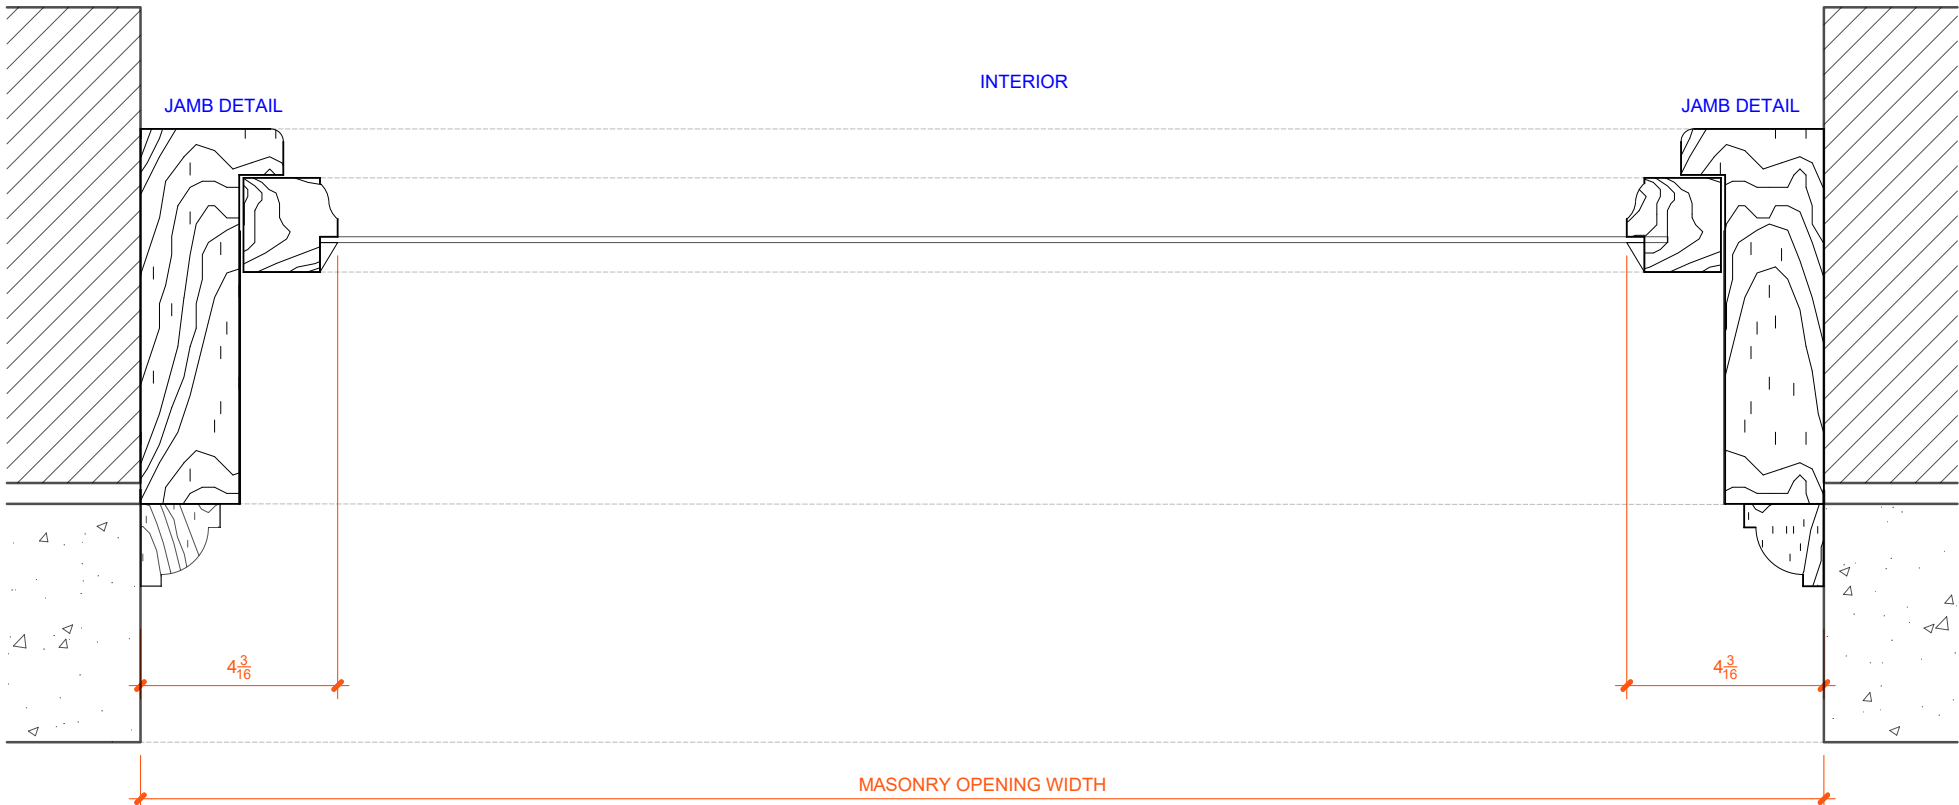 INTERIOR
JAMB DETAIL
JAMB DETAIL
4 3/16
4 3/16
MASONRY OPENING WIDTH